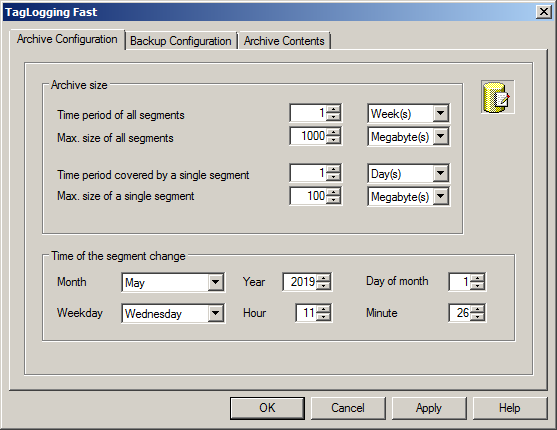 TagLogging Fast
Archive Configuration Backup Configuration Archive Contents
Archive size
Time period of all segments 1 Week(s)
Max. size of all segments 1000 Megabyte(s)
Time period covered by a single segment 1 Day(s)
Max. size of a single segment 100 Megabyte(s)
Time of the segment change
Month May Year 2019 Day of month 1
Weekday Wednesday Hour 11 Minute 26
OK Cancel Apply Help